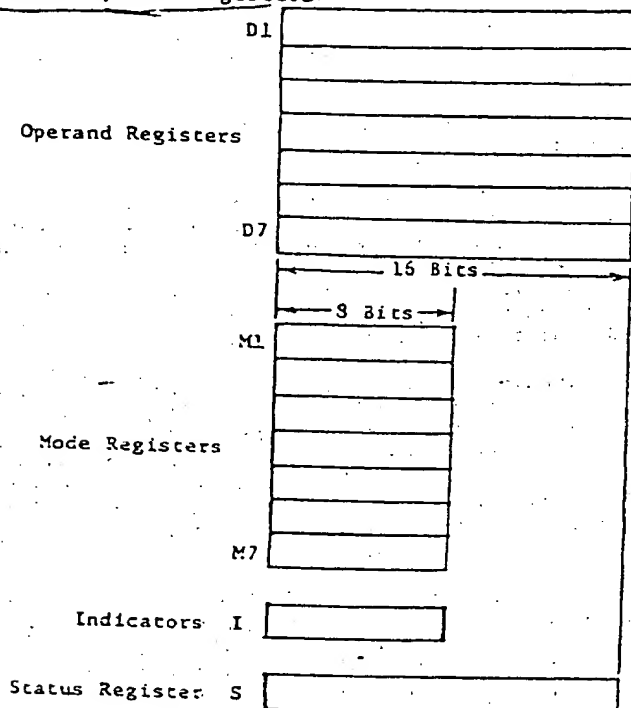 D1
Operand Registers
D7
16 Bits
8 Bits
M1
Mode Registers
M7
Indicators I
Status Register S